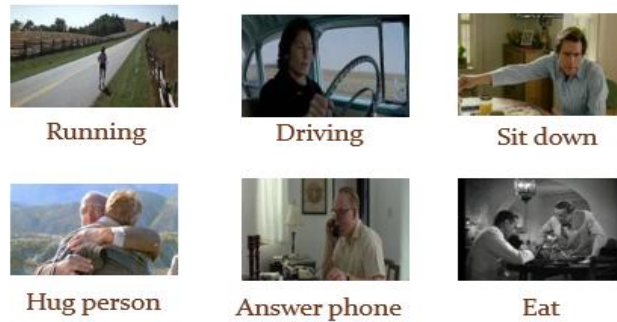 Running
Driving
Sit down
Hug person
Answer phone
Eat